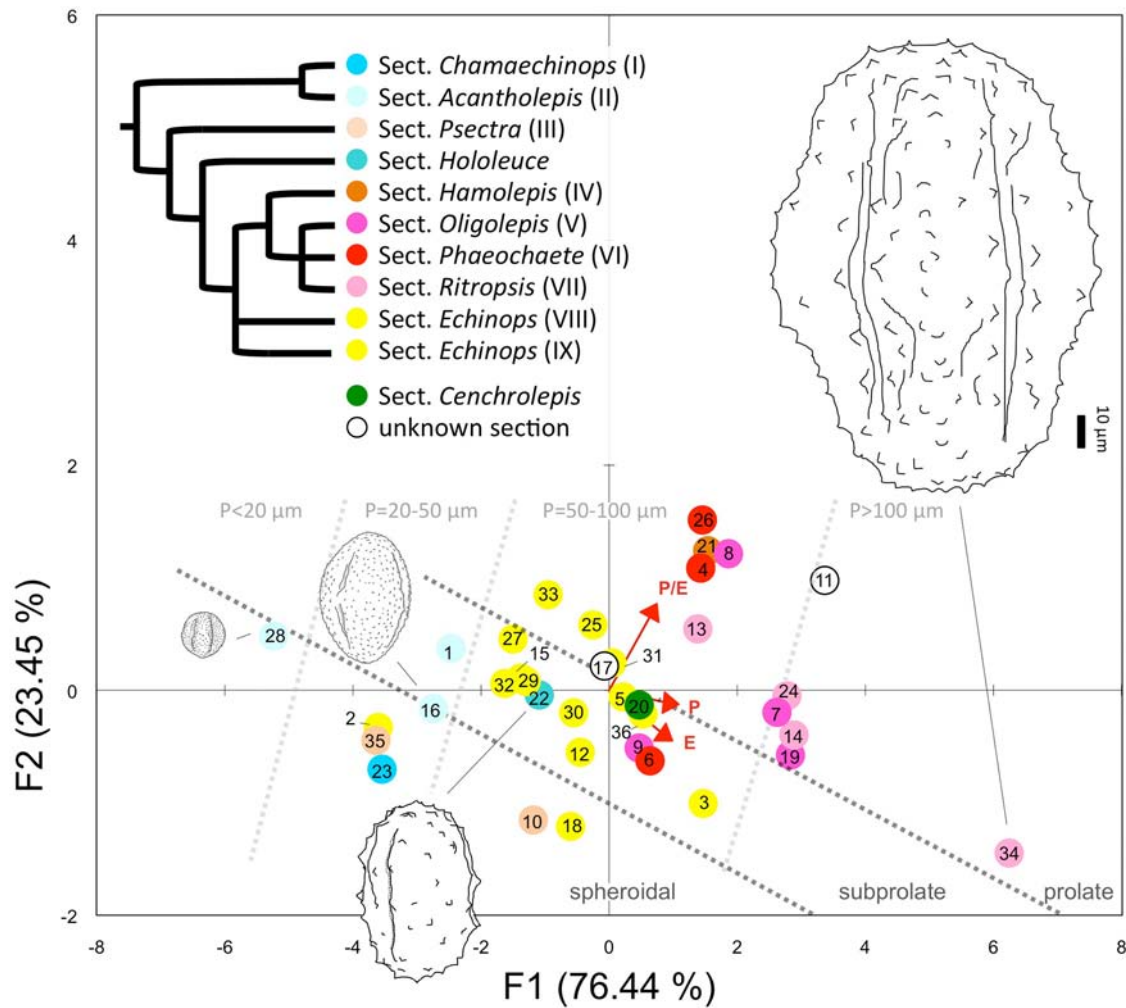 6
4
2
0
-2
-8
-6
-4
-2
0
2
4
6
8
F2 (23.45 %)
F1 (76.44 %)
Sect. Chamaechinops (I)
Sect. Acantholepis (II)
Sect. Psectra (III)
Sect. Hololeuce
Sect. Hamolepis (IV)
Sect. Oligolepis (V)
Sect. Phaeochaete (VI)
Sect. Ritropsis (VII)
Sect. Echinops (VIII)
Sect. Echinops (IX)
Sect. Cenchrolepis
unknown section
10 µm
P<20 µm
P=20-50 µm
P=50-100 µm
P>100 µm
26
21
8
4
11
P/E
33
25
13
28
27
1
15
17
31
32
29
22
5
20
P
24
7
16
30
2
36
E
14
35
9
12
6
19
23
3
10
18
34
spheroidal
subprolate
prolate